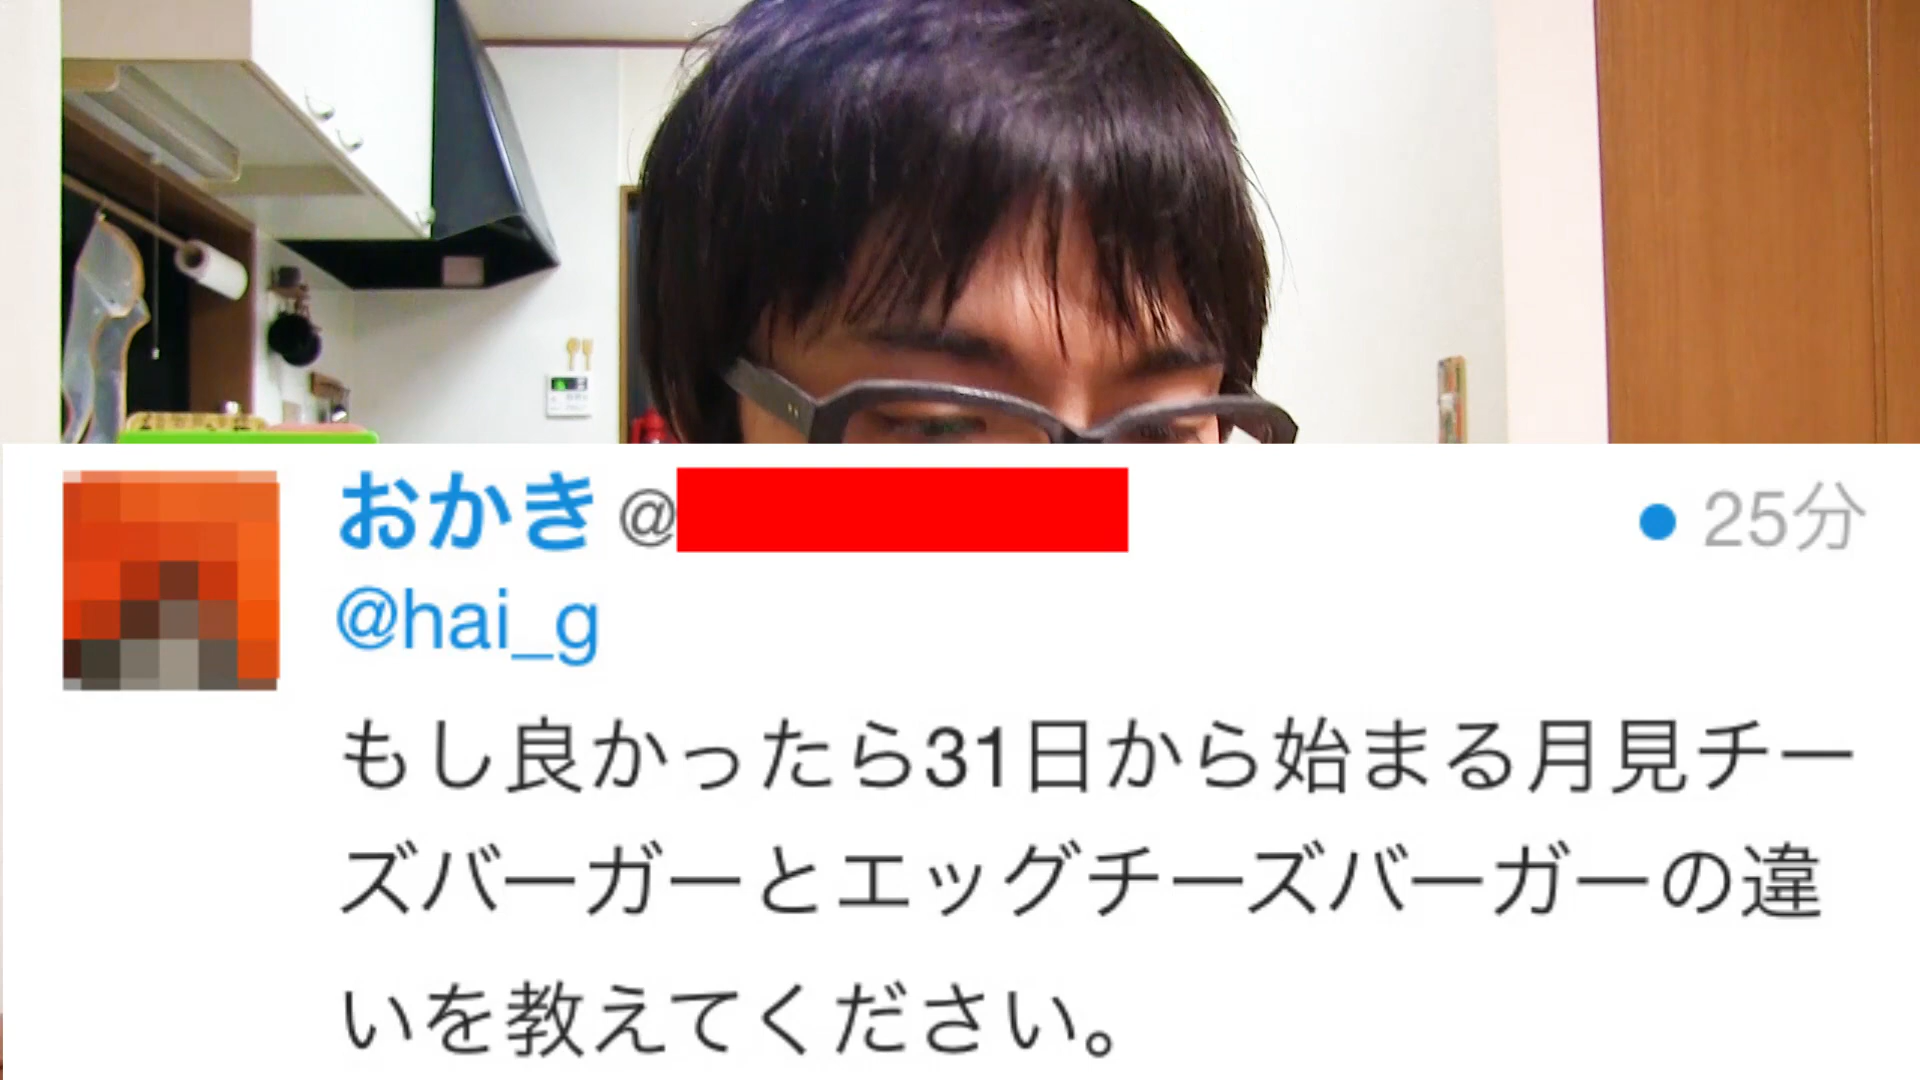 おかき @
25分
@hai_g
もし良かったら31日から始まる月見チー
ズバーガーとエッグチーズバーガーの違
いを教えてください。